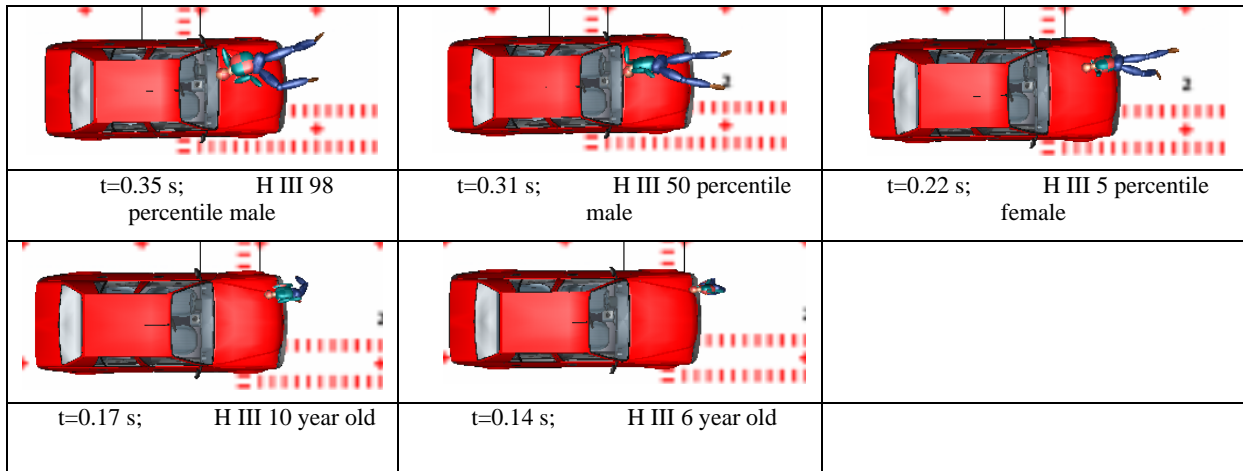 t=0.35 s; H III 98
percentile male
t=0.31 s; H III 50 percentile
male
2
t=0.22 s; H III 5 percentile
female
t=0.17 s; H III 10 year old
t=0.14 s; H III 6 year old